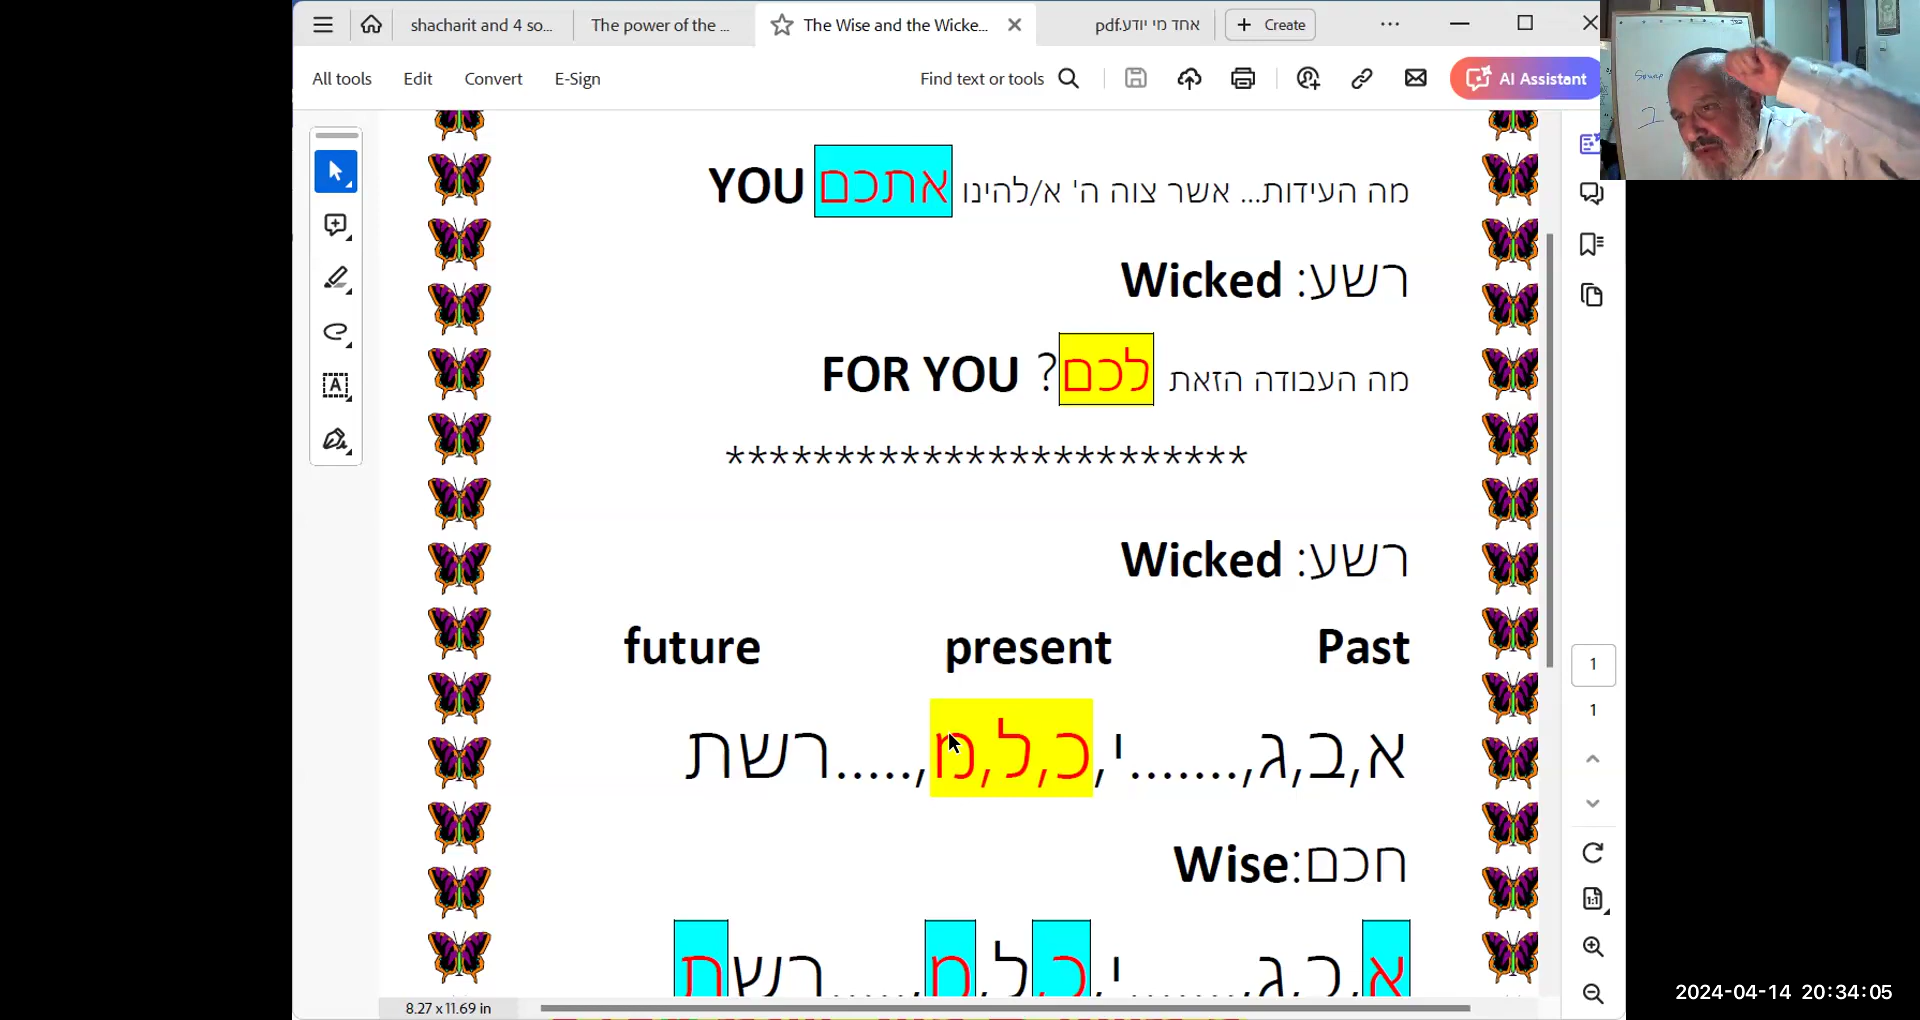 shacharit and 4 so...
The power of the ...
The Wise and the Wicke...
אחד מי יודע.pdf
Create
All tools
Edit
Convert
E-Sign
Find text or tools
AI Assistant
מה העידות... אשר צוה ה' א/להינו אתכם YOU
רשע: Wicked
מה העבודה הזאת לכם? FOR YOU
************************
רשע: Wicked
Past present future
א,ב,ג,.......י,כ,ל,מ,.....רשת
חכם:Wise
א,כ,ג,.......י,כ,ל,מ,.....רשת
1
1
8.27 x 11.69 in
2024-04-14 20:34:05